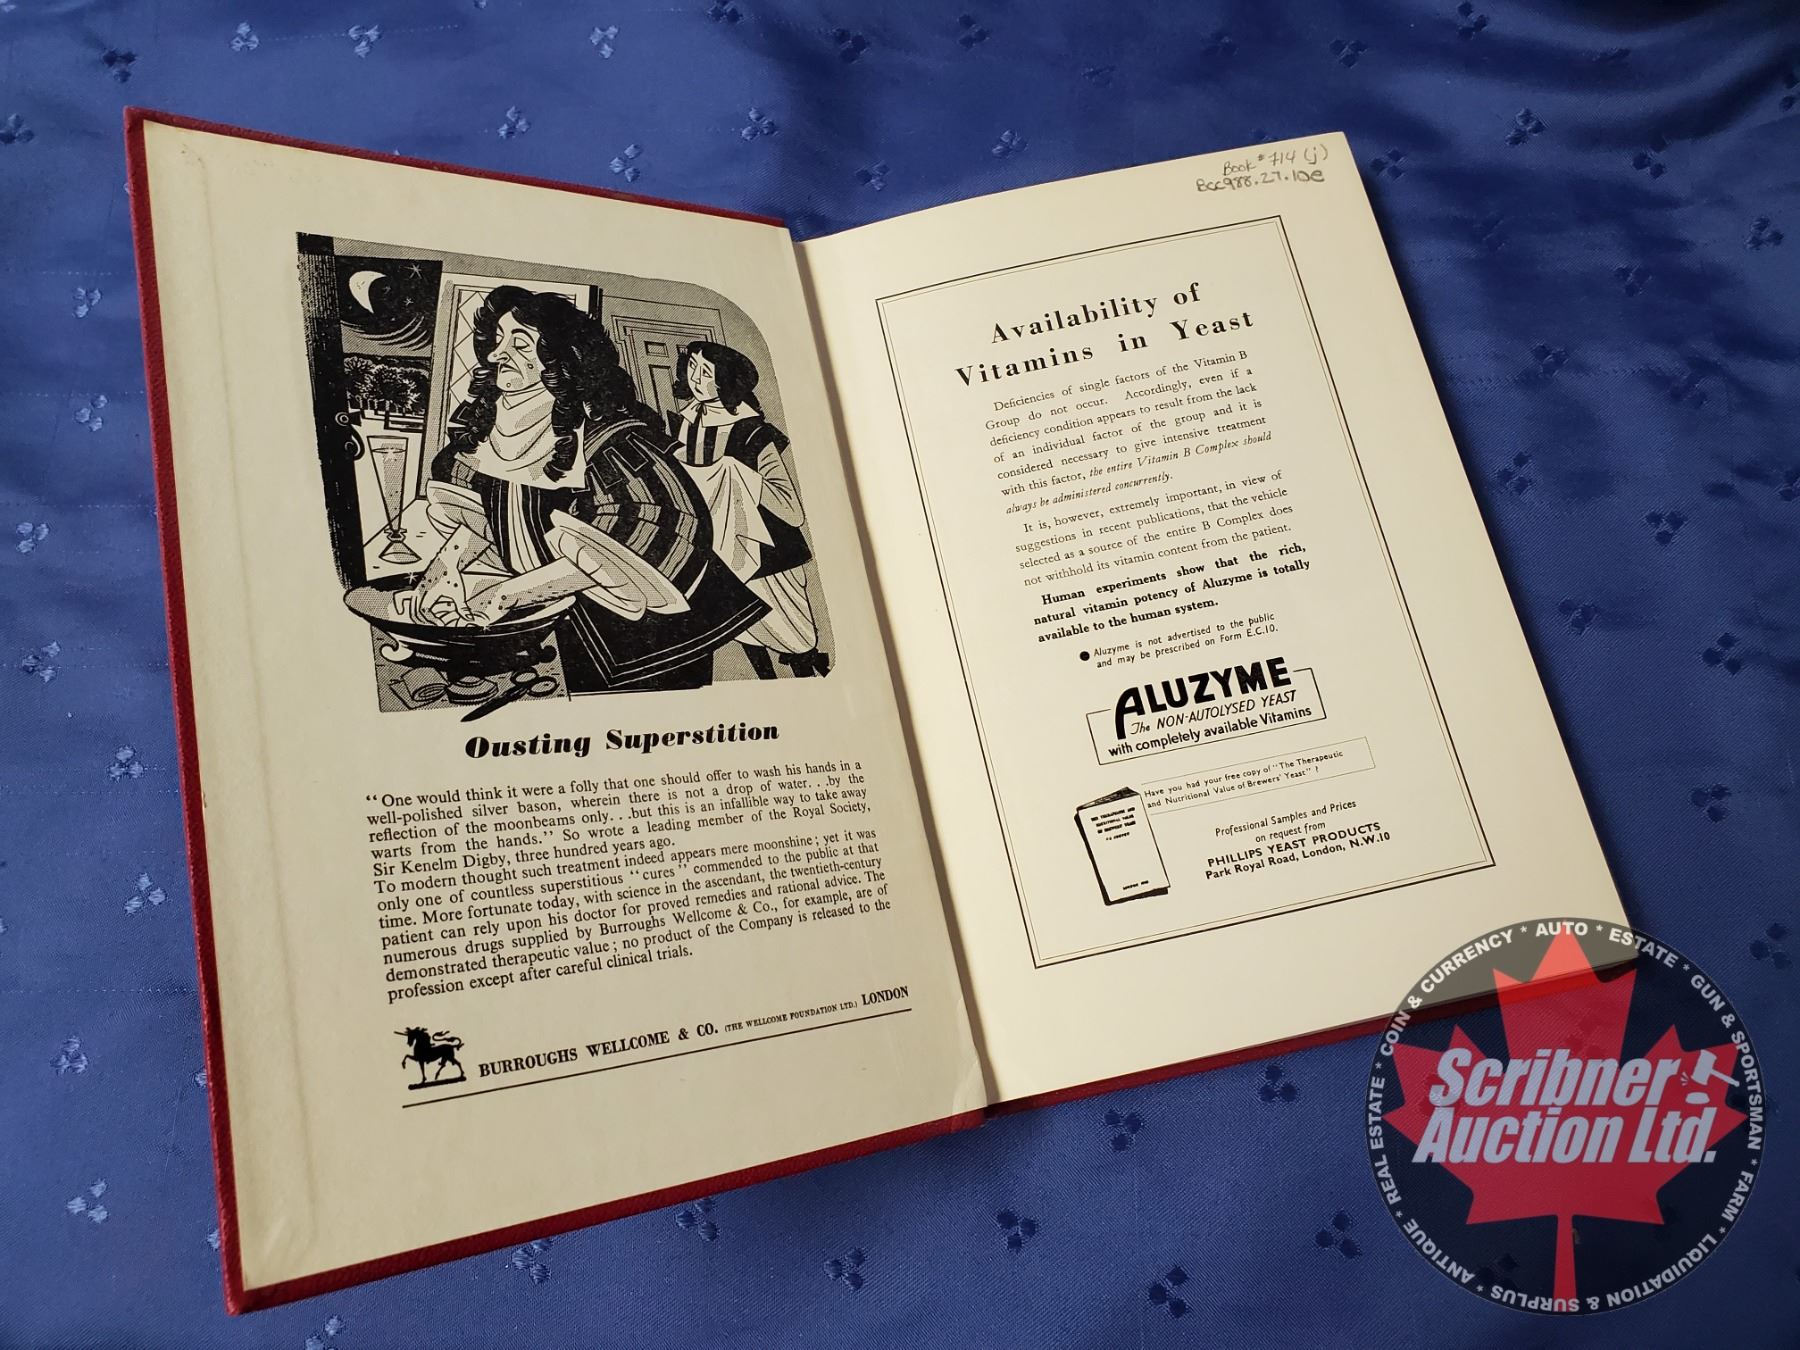 Ousting Superstition
“One would think it were a folly that one should offer to wash his hands in a
well-polished silver bason, wherein there is not a drop of water. . .by the
reflection of the moonbeams only. . .but this is an infallible way to take away
warts from the hands.” So wrote a leading member of the Royal Society,
Sir Kenelm Digby, three hundred years ago.
To modern thought such treatment indeed appears mere moonshine; yet it was
only one of countless superstitious “cures” commended to the public at that
time. More fortunate today, with science in the ascendant, the twentieth-century
patient can rely upon his doctor for proved remedies and rational advice. The
numerous drugs supplied by Burroughs Wellcome & Co., for example, are of
demonstrated therapeutic value; no product of the Company is released to the
profession except after careful clinical trials.
BURROUGHS WELLCOME & CO. (THE WELLCOME FOUNDATION LTD.) LONDON
Book #714 (j)
BCC988.27.10e
Availability of
Vitamins in Yeast
Deficiencies of single factors of the Vitamin B
Group do not occur. Accordingly, even if a
deficiency condition appears to result from the lack
of an individual factor of the group and it is
considered necessary to give intensive treatment
with this factor, the entire Vitamin B Complex should
always be administered concurrently.
It is, however, extremely important, in view of
suggestions in recent publications, that the vehicle
selected as a source of the entire B Complex does
not withhold its vitamin content from the patient.
Human experiments show that the rich,
natural vitamin potency of Aluzyme is totally
available to the human system.
● Aluzyme is not advertised to the public
and may be prescribed on Form E.C.10.
ALUZYME
The NON-AUTOLYSED YEAST
with completely available Vitamins
Have you had your free copy of “The Therapeutic
and Nutritional Value of Brewers' Yeast” ?
Professional Samples and Prices
on request from
PHILLIPS YEAST PRODUCTS
Park Royal Road, London, N.W.10
COIN & CURRENCY * AUTO * ESTATE * GUN & SPORTSMAN * FARM * LIQUIDATION & SURPLUS * ANTIQUE * REAL ESTATE *
Scribner
Auction Ltd.